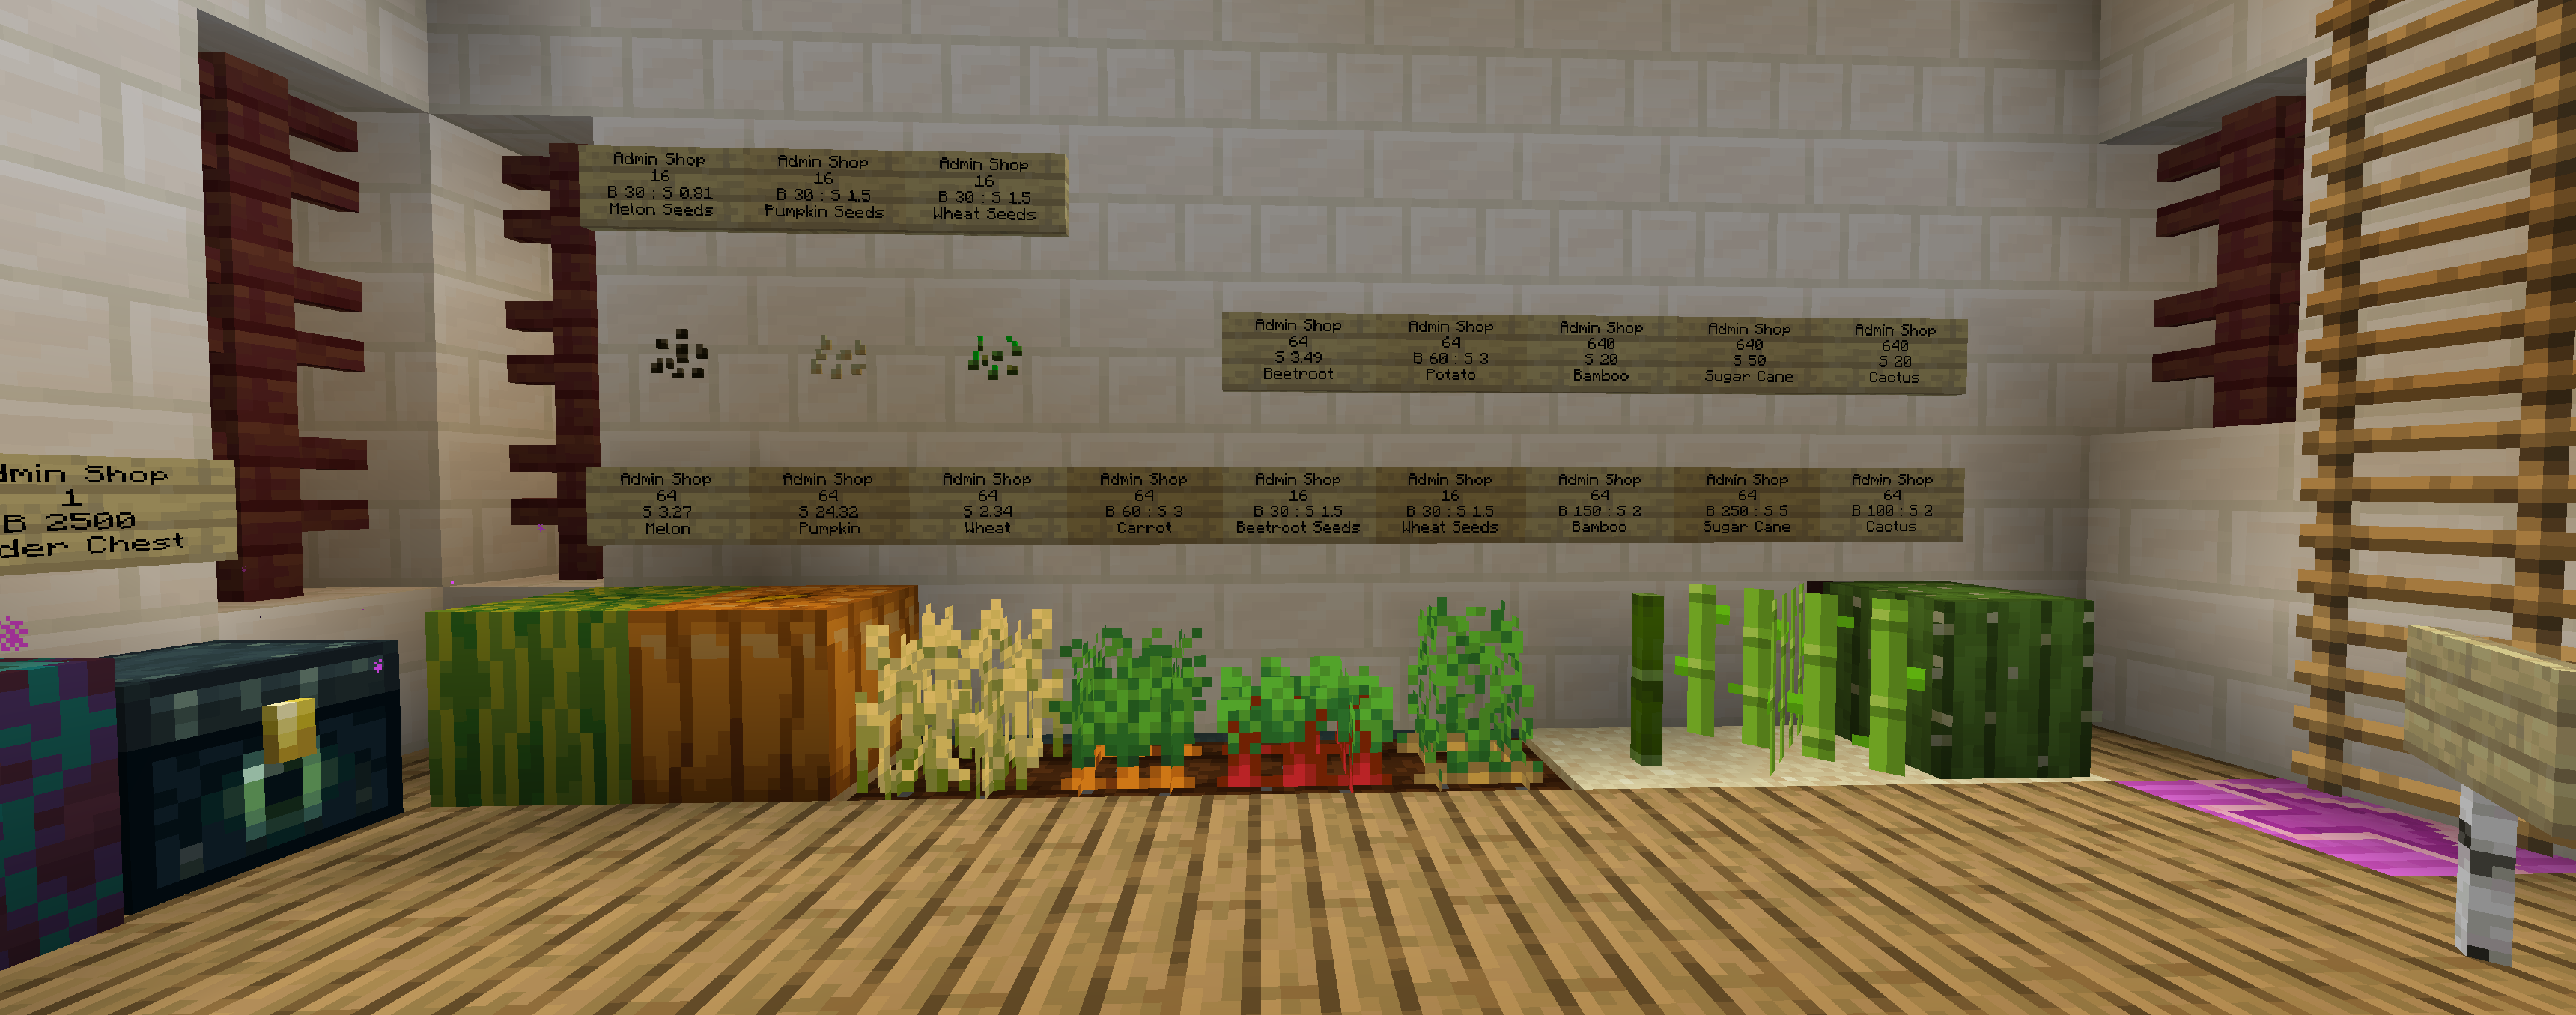 Admin Shop
16
B 30 : S 0.81
Melon Seeds
Admin Shop
16
B 30 : S 1.5
Pumpkin Seeds
Admin Shop
16
B 30 : S 1.5
Wheat Seeds
Admin Shop
64
S 3.49
Beetroot
Admin Shop
64
B 60 : S 3
Potato
Admin Shop
640
S 20
Bamboo
Admin Shop
640
S 50
Sugar Cane
Admin Shop
640
S 20
Cactus
dmin Shop
1
B 2500
der Chest
Admin Shop
64
S 3.27
Melon
Admin Shop
64
S 24.32
Pumpkin
Admin Shop
64
S 2.34
Wheat
Admin Shop
64
B 60 : S 3
Carrot
Admin Shop
16
B 30 : S 1.5
Beetroot Seeds
Admin Shop
16
B 30 : S 1.5
Wheat Seeds
Admin Shop
64
B 150 : S 2
Bamboo
Admin Shop
64
B 250 : S 5
Sugar Cane
Admin Shop
64
B 100 : S 2
Cactus